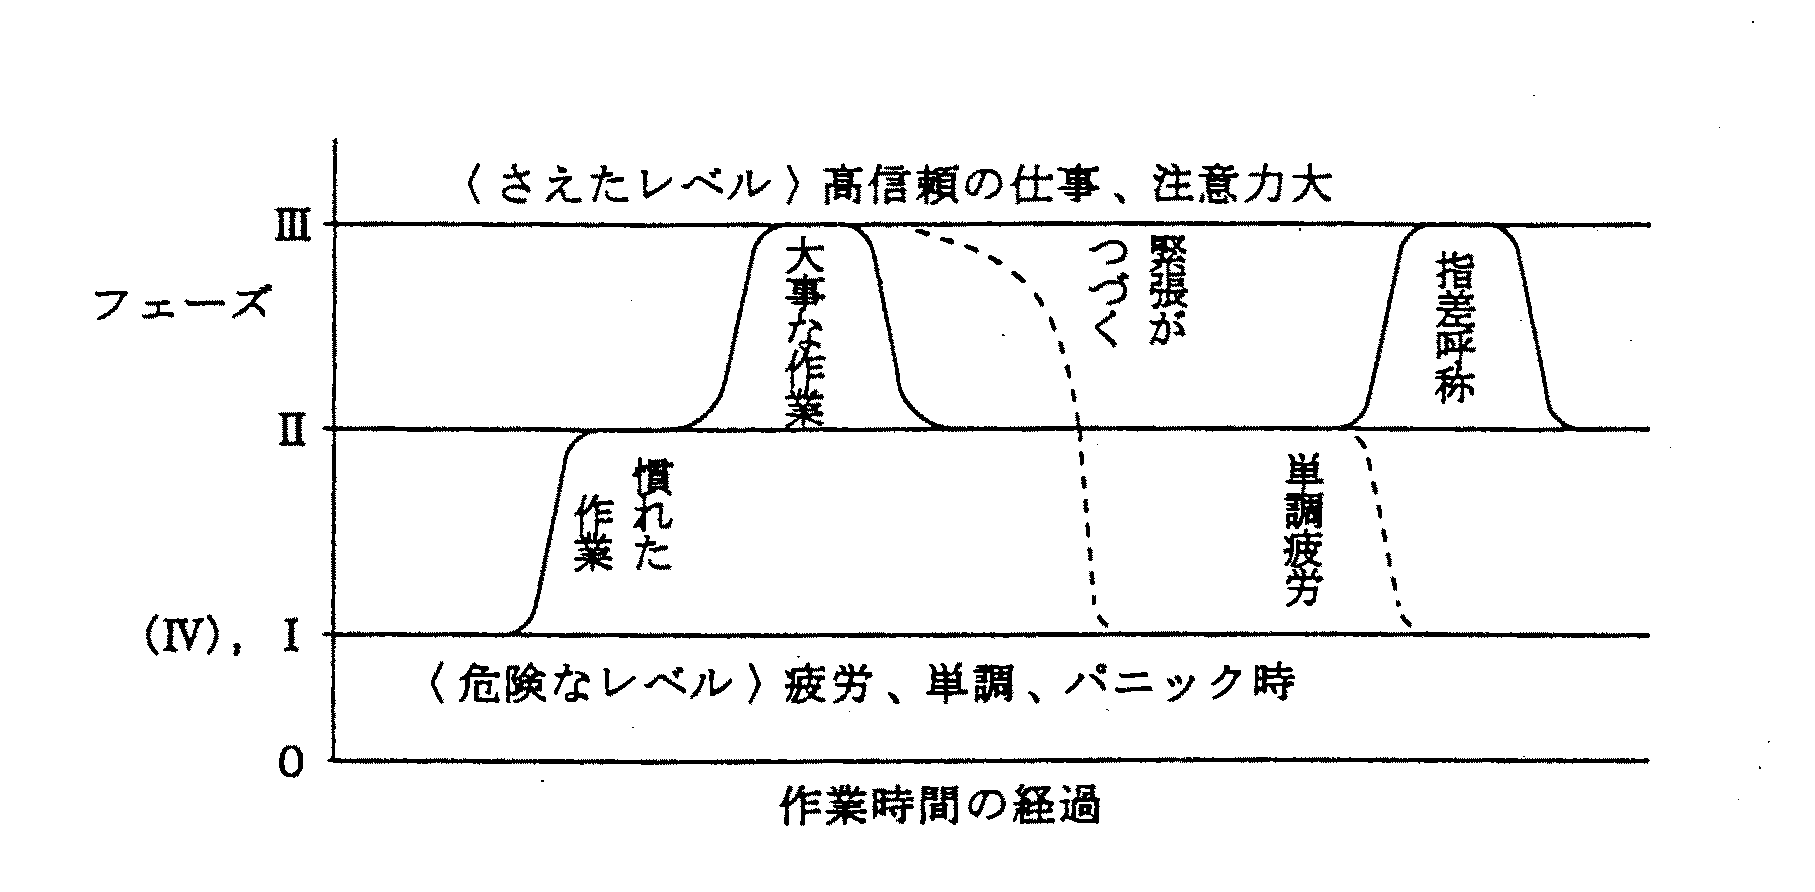 〈さえたレベル〉高信頼の仕事、注意力大
Ⅲ
フェーズ
大事な作業
緊張が
つづく
指差呼称
Ⅱ
慣れた
作業
単調疲労
(Ⅳ),Ⅰ
〈危険なレベル〉疲労、単調、パニック時
0
作業時間の経過